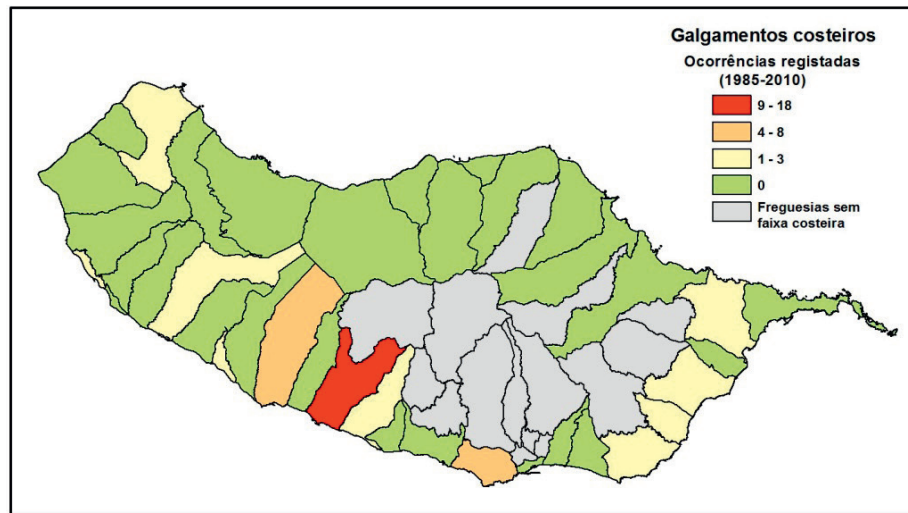 Galgamentos costeiros
Ocorrências registadas
(1985-2010)
9 - 18
4 - 8
1 - 3
0
Freguesias sem
faixa costeira